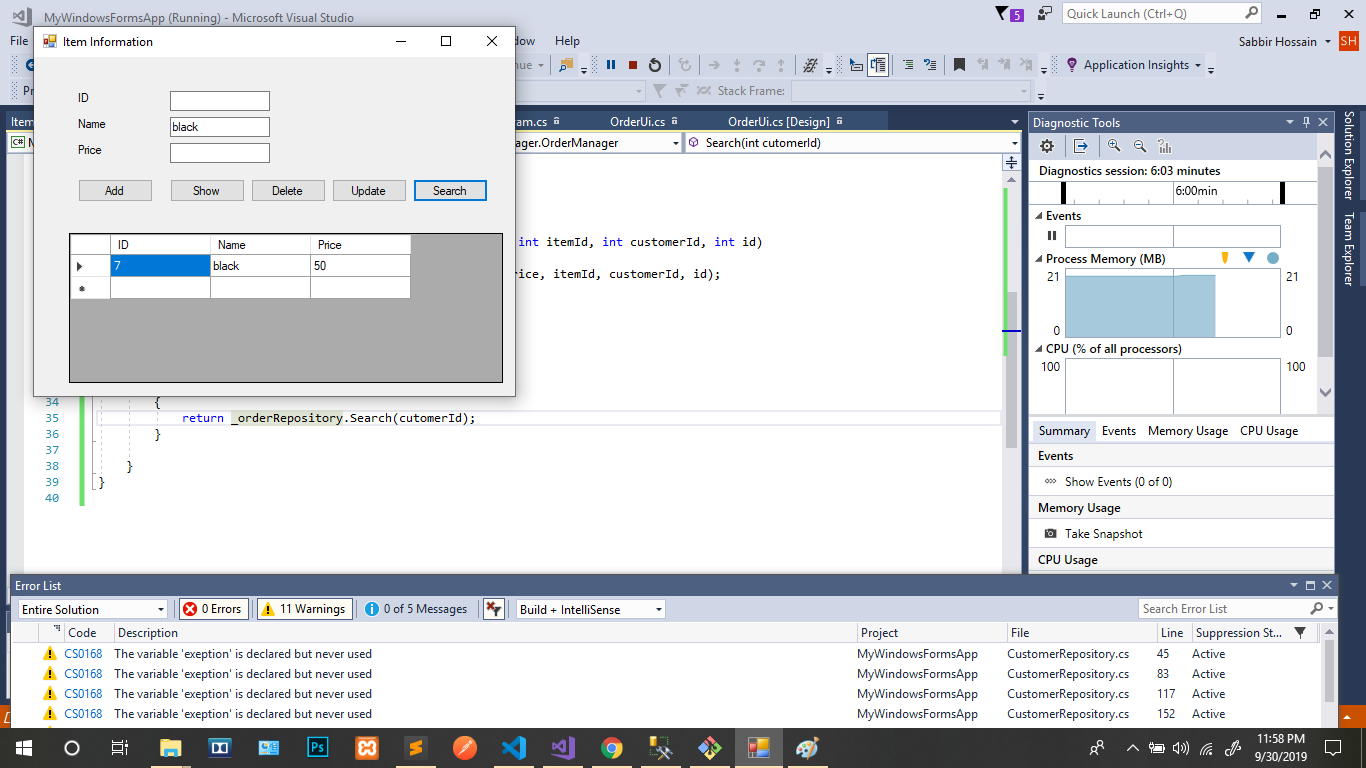 MyWindowsFormsApp (Running) - Microsoft Visual Studio
5
Quick Launch (Ctrl+Q)
File
Help
Sabbir Hossain
SH
Application Insights
Stack Frame:
Item Information
ID
Name
black
Price
Add
Show
Delete
Update
Search
ID Name Price
7 black 50
OrderUi.cs
OrderUi.cs [Design]
ager.OrderManager
Search(int cutomerId)
int itemId, int customerId, int id)
, itemId, customerId, id);
34 {
35 return _orderRepository.Search(cutomerId);
36 }
37
38 }
39 }
40
Diagnostic Tools
Diagnostics session: 6:03 minutes
6:00min
Events
Process Memory (MB)
21 21
0 0
CPU (% of all processors)
100 100
Summary Events Memory Usage CPU Usage
Events
Show Events (0 of 0)
Memory Usage
Take Snapshot
CPU Usage
Solution Explorer
Team Explorer
Error List
Entire Solution
0 Errors
11 Warnings
0 of 5 Messages
Build + IntelliSense
Search Error List
Code Description Project File Line Suppression St...
CS0168 The variable 'exeption' is declared but never used MyWindowsFormsApp CustomerRepository.cs 45 Active
CS0168 The variable 'exeption' is declared but never used MyWindowsFormsApp CustomerRepository.cs 83 Active
CS0168 The variable 'exeption' is declared but never used MyWindowsFormsApp CustomerRepository.cs 117 Active
CS0168 The variable 'exeption' is declared but never used MyWindowsFormsApp CustomerRepository.cs 152 Active
Ps
11:58 PM
9/30/2019